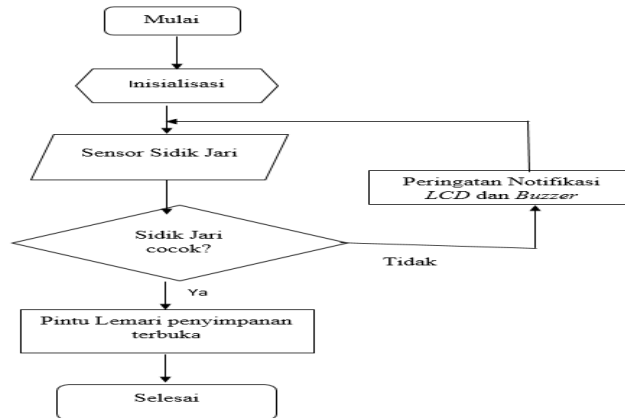 Mulai
Inisialisasi
Sensor Sidik Jari
Peringatan Notifikasi
LCD dan Buzzer
Sidik Jari
cocok?
Tidak
Ya
Pintu Lemari penyimpanan
terbuka
Selesai